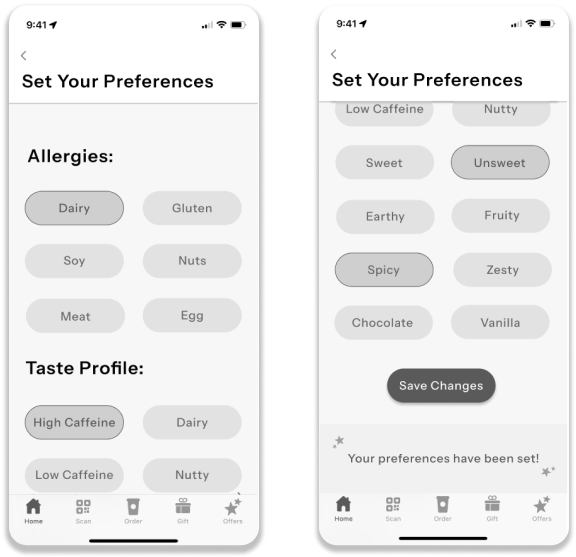 9:41
Set Your Preferences
Allergies:
Dairy Gluten
Soy Nuts
Meat Egg
Taste Profile:
High Caffeine Dairy
Low Caffeine Nutty
Home Scan Order Gift Offers
9:41
Set Your Preferences
Low Caffeine Nutty
Sweet Unsweet
Earthy Fruity
Spicy Zesty
Chocolate Vanilla
Save Changes
Your preferences have been set!
Home Scan Order Gift Offers